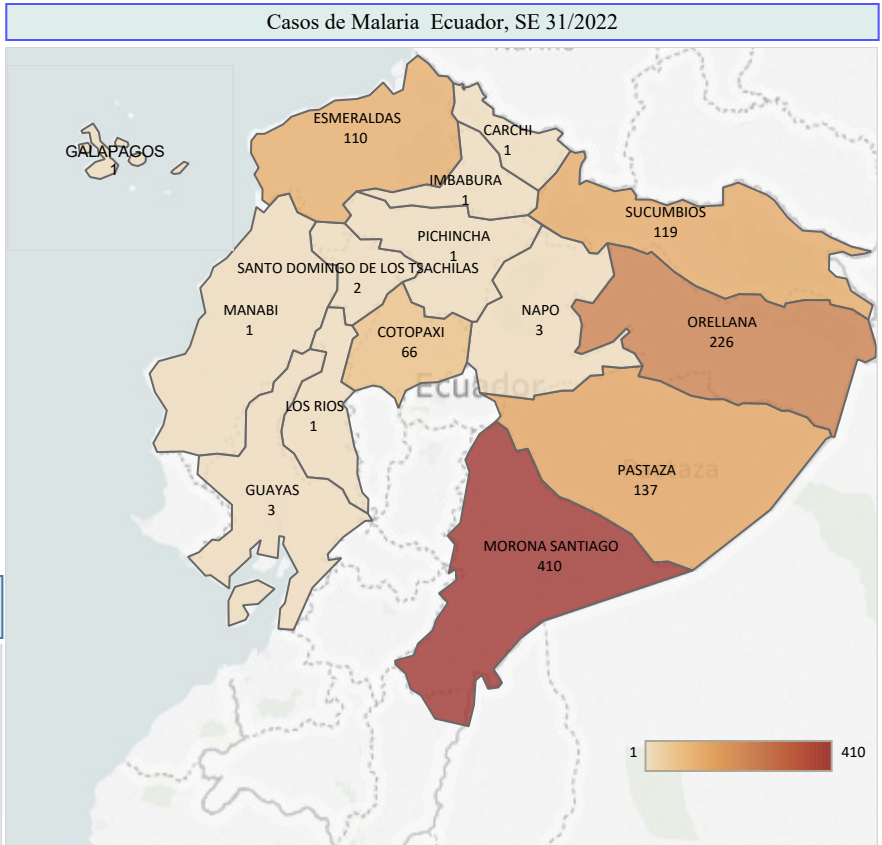 Casos de Malaria Ecuador, SE 31/2022
ESMERALDAS
110
CARCHI
1
GALAPAGOS
1
IMBABURA
1
SUCUMBIOS
119
PICHINCHA
1
SANTO DOMINGO DE LOS TSACHILAS
2
MANABI
1
NAPO
3
ORELLANA
226
COTOPAXI
66
Ecuador
LOS RIOS
1
PASTAZA
137
GUAYAS
3
MORONA SANTIAGO
410
1
410